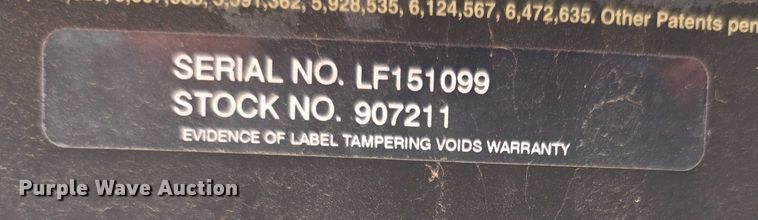 5,928,535, 6,124,567, 6,472,635. Other Patents pen
SERIAL NO. LF151099
STOCK NO. 907211
EVIDENCE OF LABEL TAMPERING VOIDS WARRANTY
Purple Wave Auction